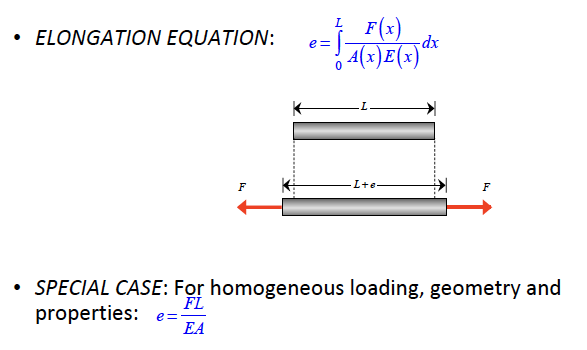 • ELONGATION EQUATION: e = ∫₀ᴸ F(x) / A(x)E(x) dx
L
F L+e F
• SPECIAL CASE: For homogeneous loading, geometry and
properties: e = FL / EA